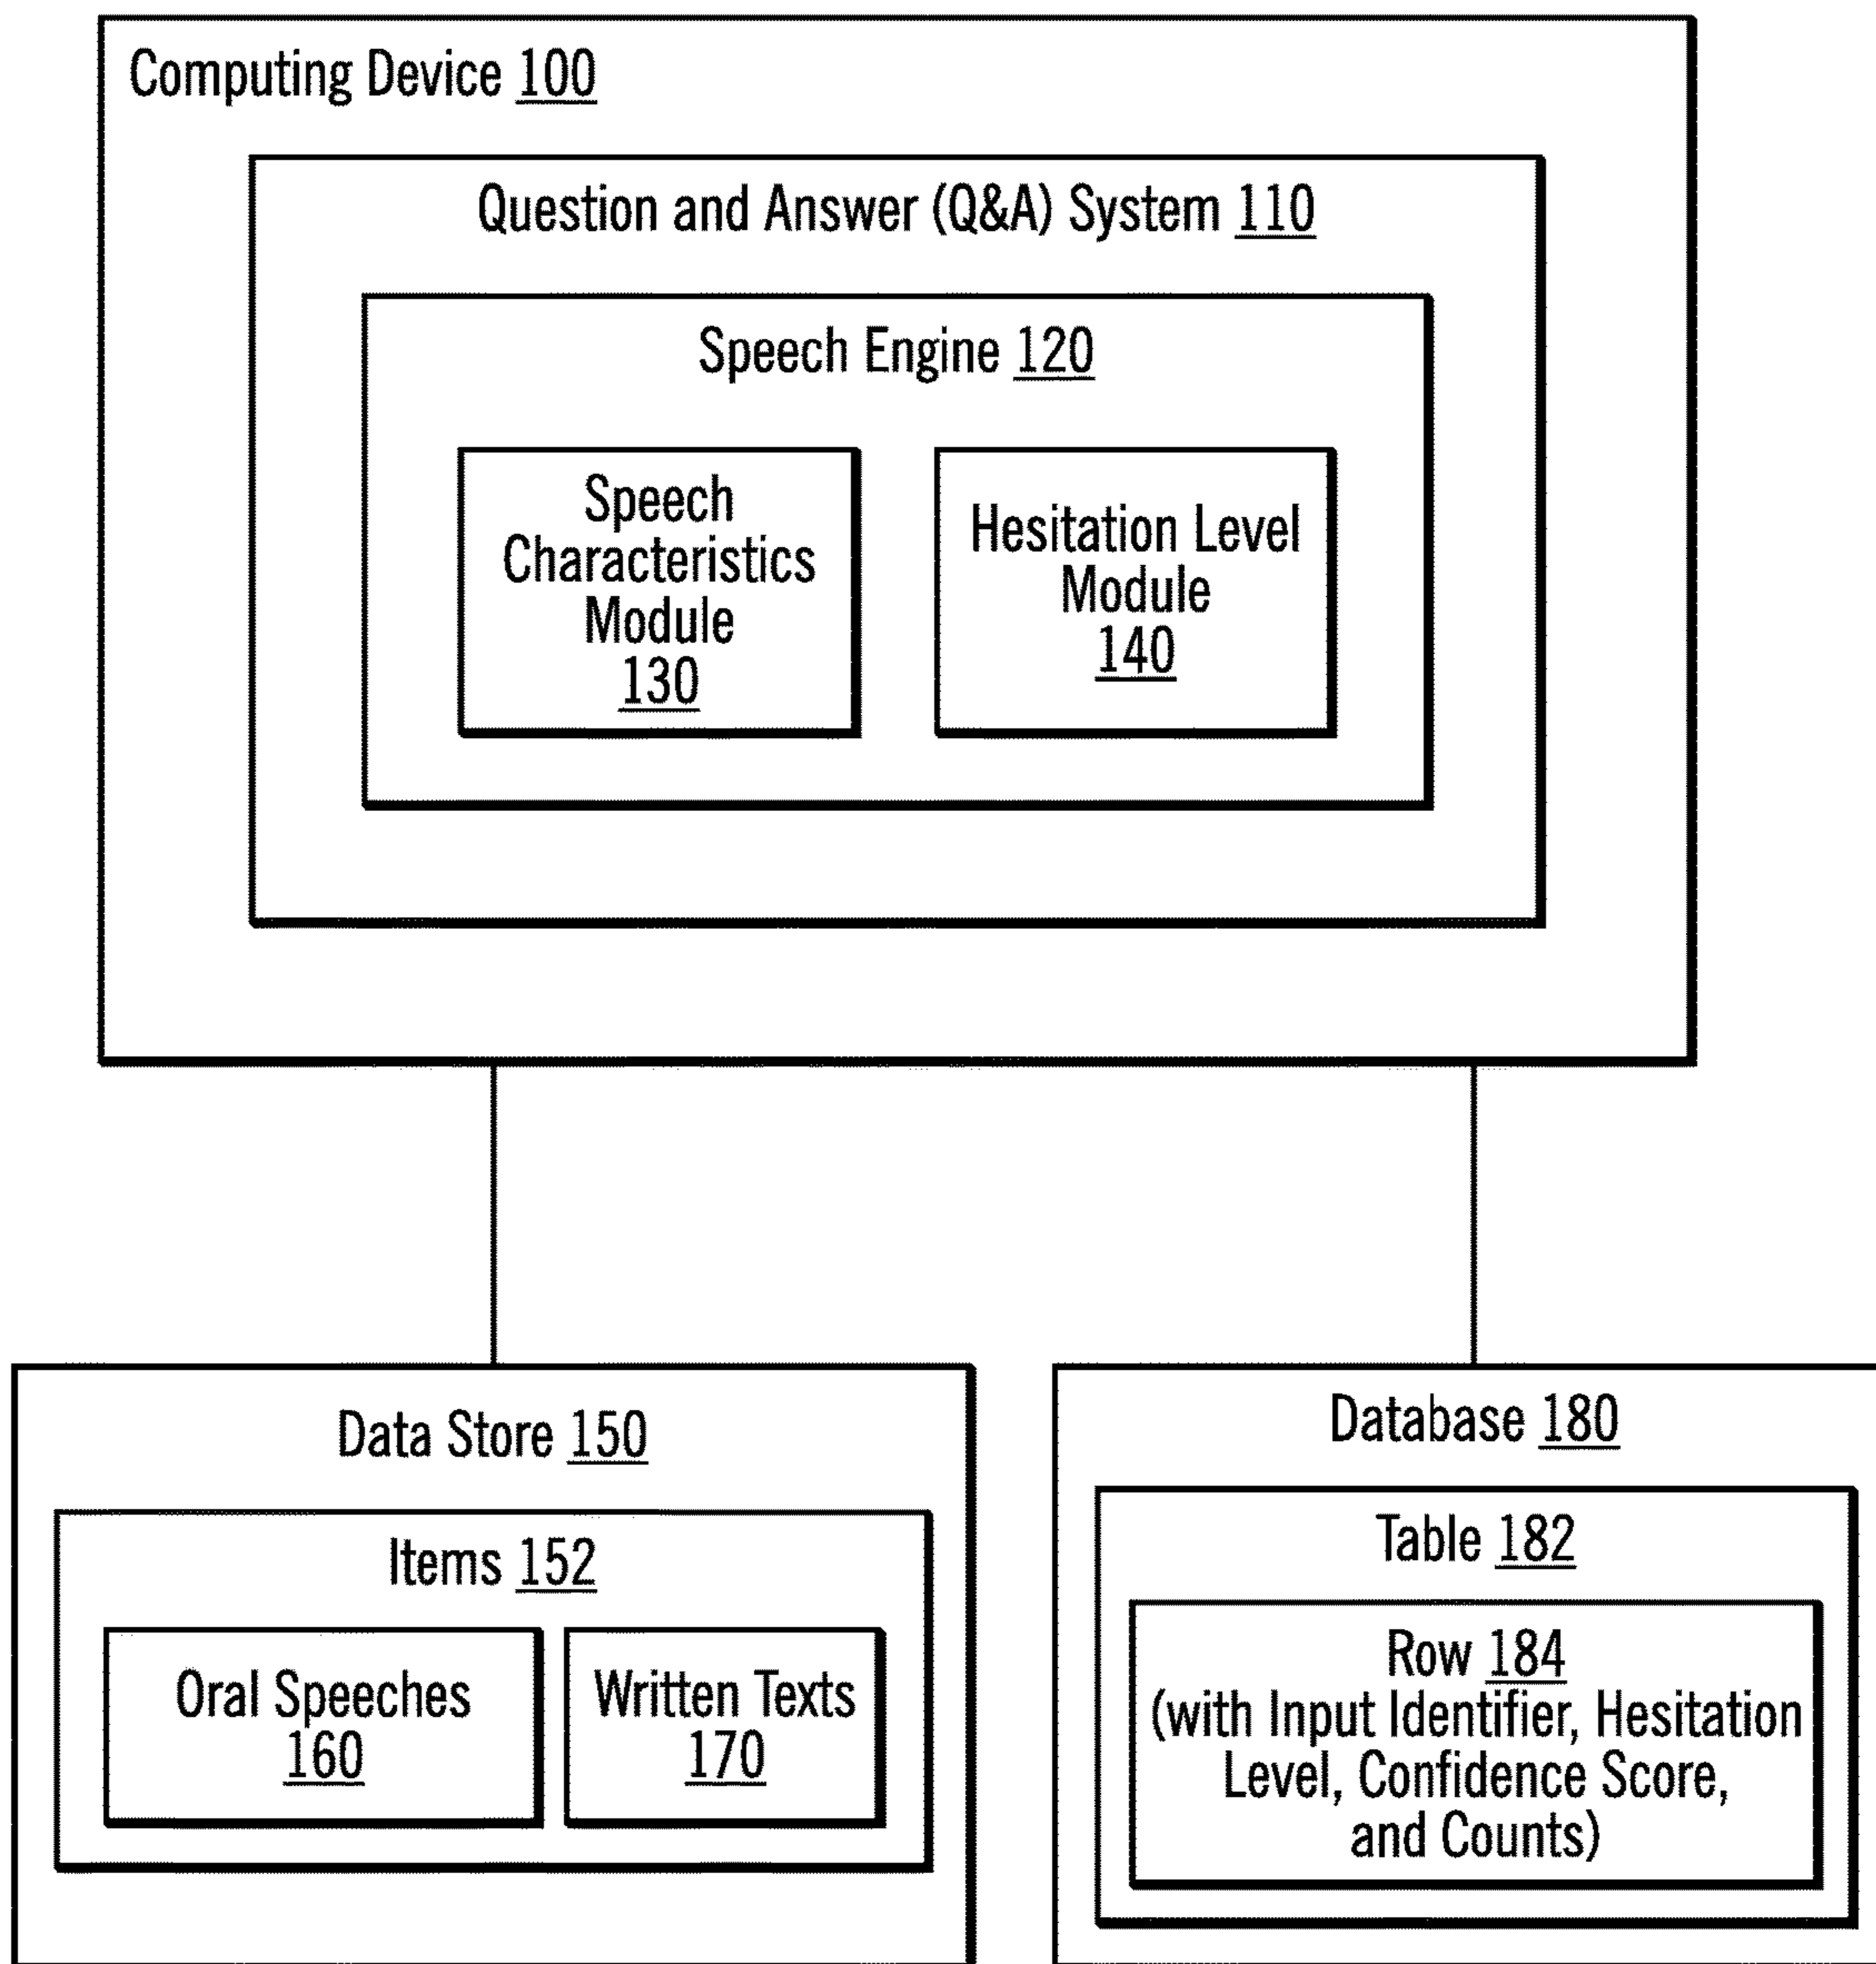 Computing Device 100
Question and Answer (Q&A) System 110
Speech Engine 120
Speech
Characteristics
Module
130
Hesitation Level
Module
140
Data Store 150
Items 152
Oral Speeches
160
Written Texts
170
Database 180
Table 182
Row 184
(with Input Identifier, Hesitation
Level, Confidence Score,
and Counts)